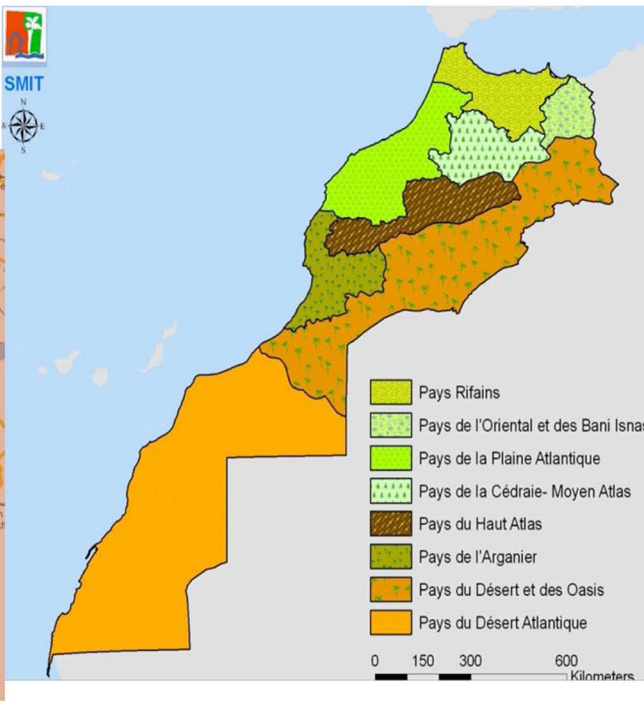 SMIT
N
E
S
Pays Rifains
Pays de l'Oriental et des Bani Isnas
Pays de la Plaine Atlantique
Pays de la Cédraie- Moyen Atlas
Pays du Haut Atlas
Pays de l'Arganier
Pays du Désert et des Oasis
Pays du Désert Atlantique
0 150 300 600
Kilometers